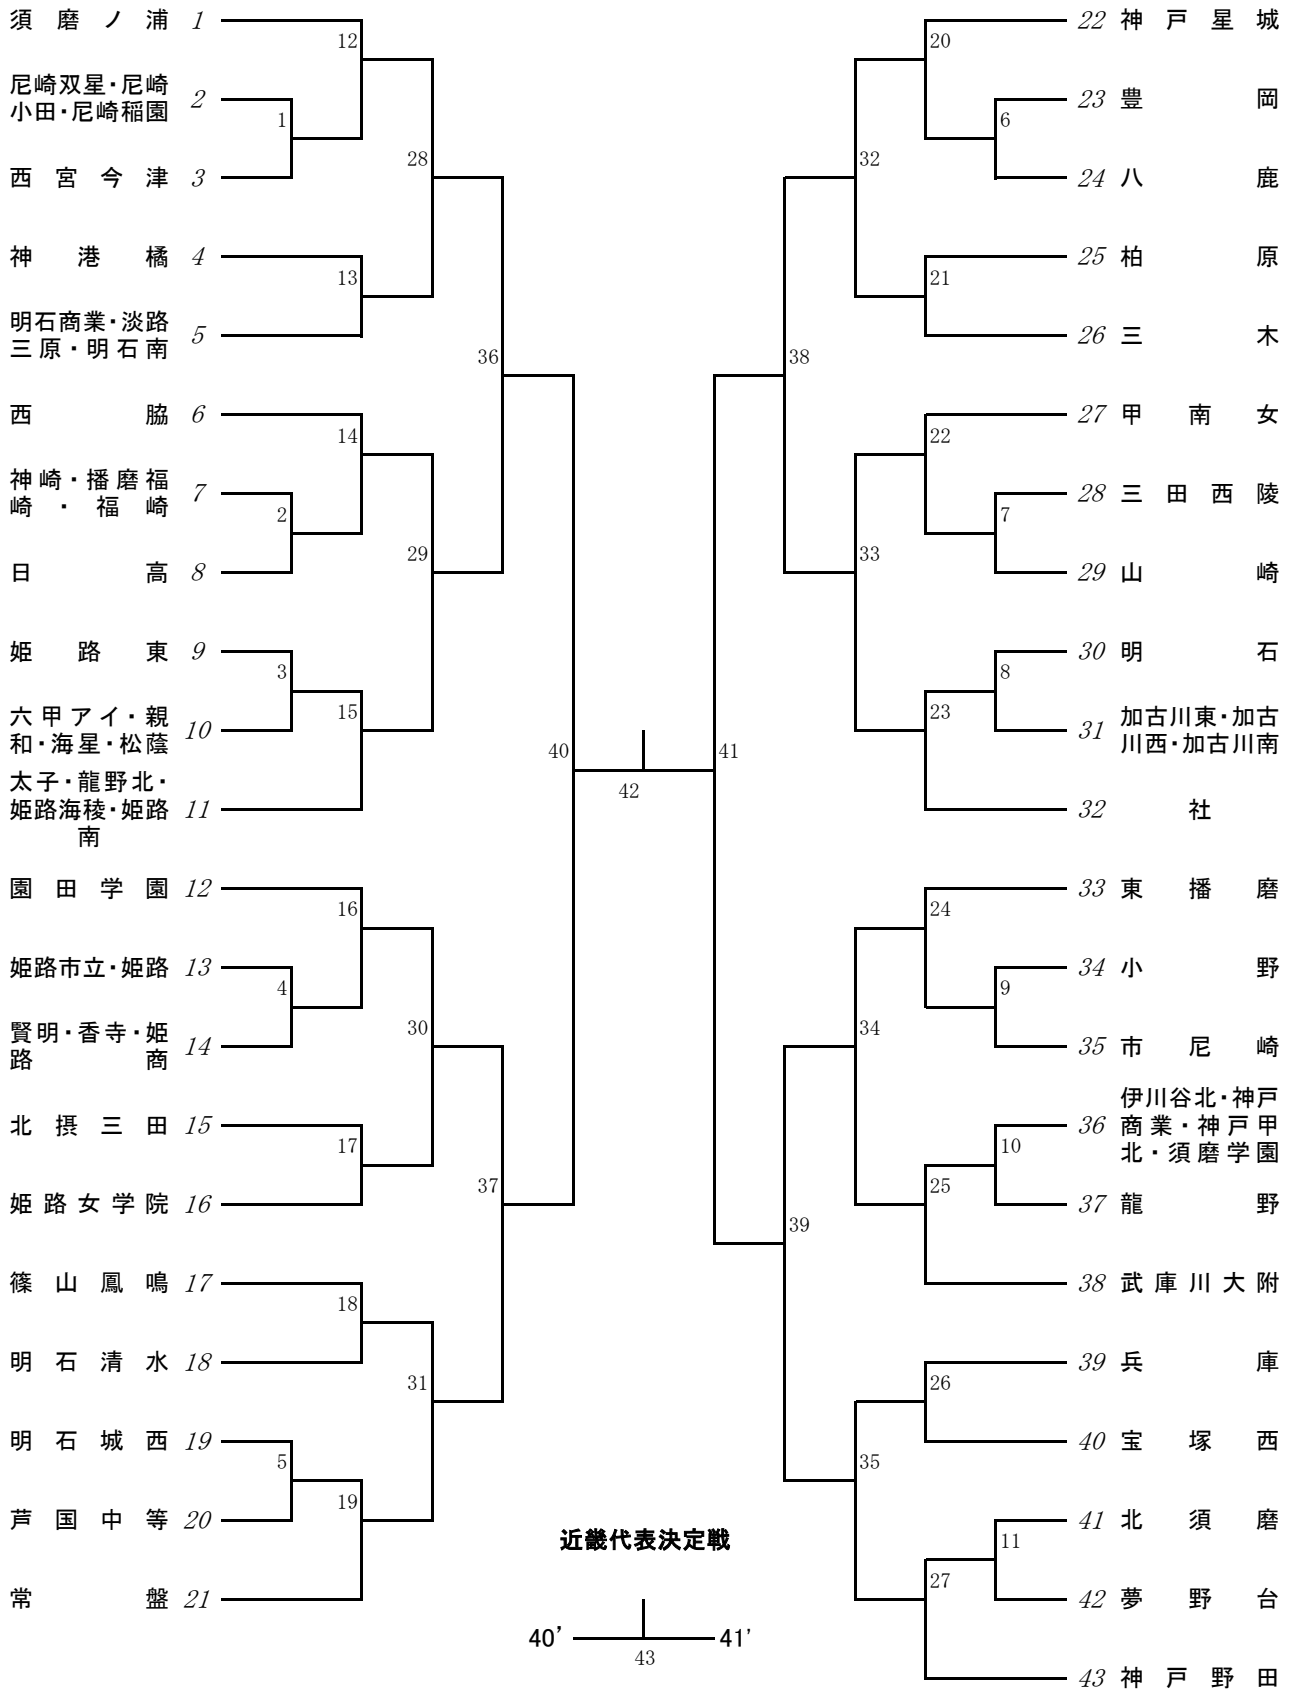 須磨ノ浦 1
尼崎双星・尼崎
小田・尼崎稲園 2
西宮今津 3
神港橘 4
明石商業・淡路
三原・明石南 5
西脇 6
神崎・播磨福
崎・福崎 7
日高 8
姫路東 9
六甲アイ・親
和・海星・松蔭 10
太子・龍野北・
姫路海稜・姫路
南 11
園田学園 12
姫路市立・姫路 13
賢明・香寺・姫
路商 14
北摂三田 15
姫路女学院 16
篠山鳳鳴 17
明石清水 18
明石城西 19
芦国中等 20
常盤 21
12
1
28
13
36
14
2
29
3
15
40
16
4
30
17
37
18
31
5
19
42
41
20
6
32
21
38
22
7
33
8
23
24
9
34
10
25
39
26
35
11
27
22 神戸星城
23 豊岡
24 八鹿
25 柏原
26 三木
27 甲南女
28 三田西陵
29 山崎
30 明石
31 加古川東・加古
川西・加古川南
32 社
33 東播磨
34 小野
35 市尼崎
36 伊川谷北・神戸
商業・神戸甲
北・須磨学園
37 龍野
38 武庫川大附
39 兵庫
40 宝塚西
41 北須磨
42 夢野台
43 神戸野田
近畿代表決定戦
40’ 41’
43